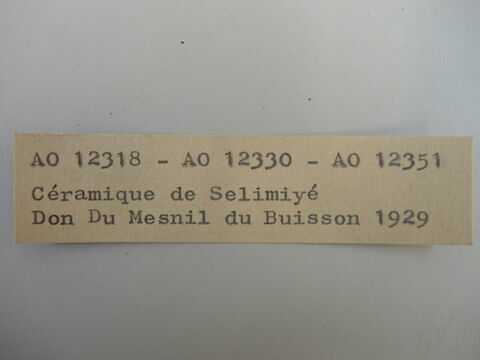 AO 12318 - AO 12330 - AO 12351
Céramique de Selimiyé
Don Du Mesnil du Buisson 1929